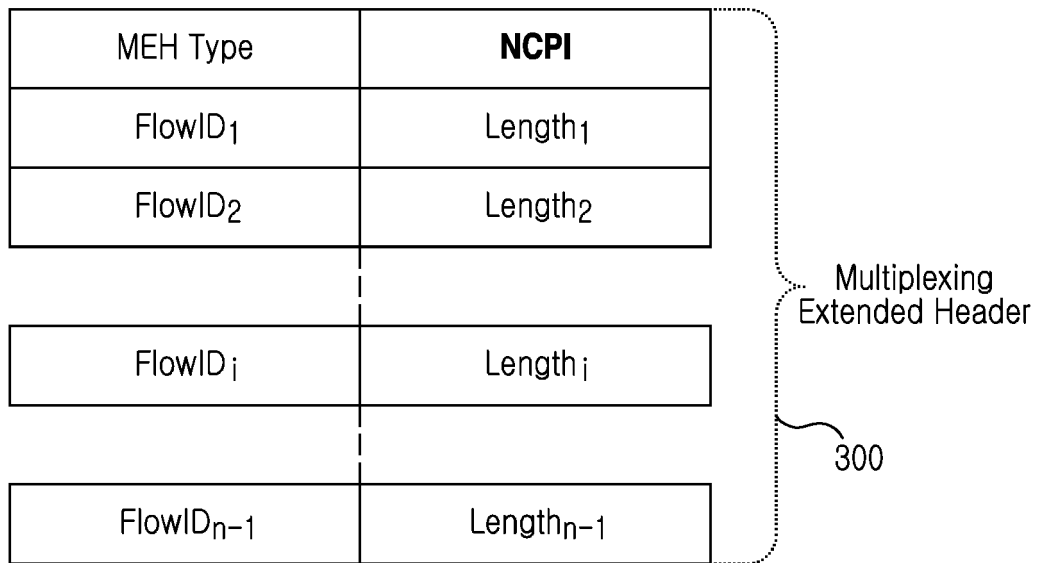 MEH Type NCPI
FlowID1 Length1
FlowID2 Length2
FlowIDi Lengthi
FlowIDn-1 Lengthn-1
Multiplexing
Extended Header
300